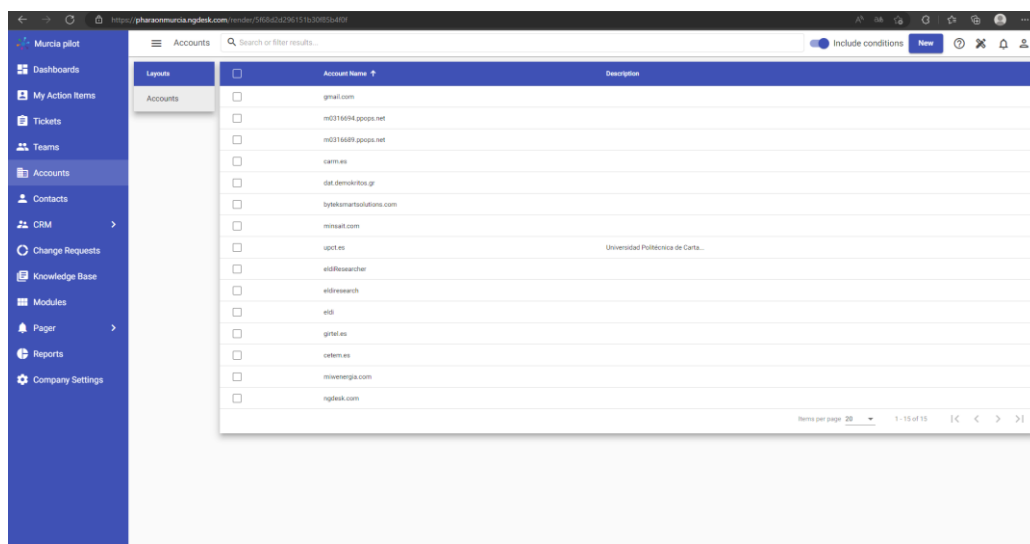 https://pharaonmurcia.ngdesk.com/render/5f68d2d296151b30f85b4f0f
Murcia pilot
Accounts
Search or filter results...
Include conditions
New
Dashboards
My Action Items
Tickets
Teams
Accounts
Contacts
CRM
Change Requests
Knowledge Base
Modules
Pager
Reports
Company Settings
Layouts
Accounts
Account Name Description
gmail.com
m0316694.ppops.net
m0316689.ppops.net
carm.es
dat.demokritos.gr
byteksmartsolutions.com
minsait.com
upct.es Universidad Politécnica de Carta...
eldiResearcher
eldiresearch
eldi
girtel.es
cetem.es
miwenergia.com
ngdesk.com
Items per page 20 1 - 15 of 15